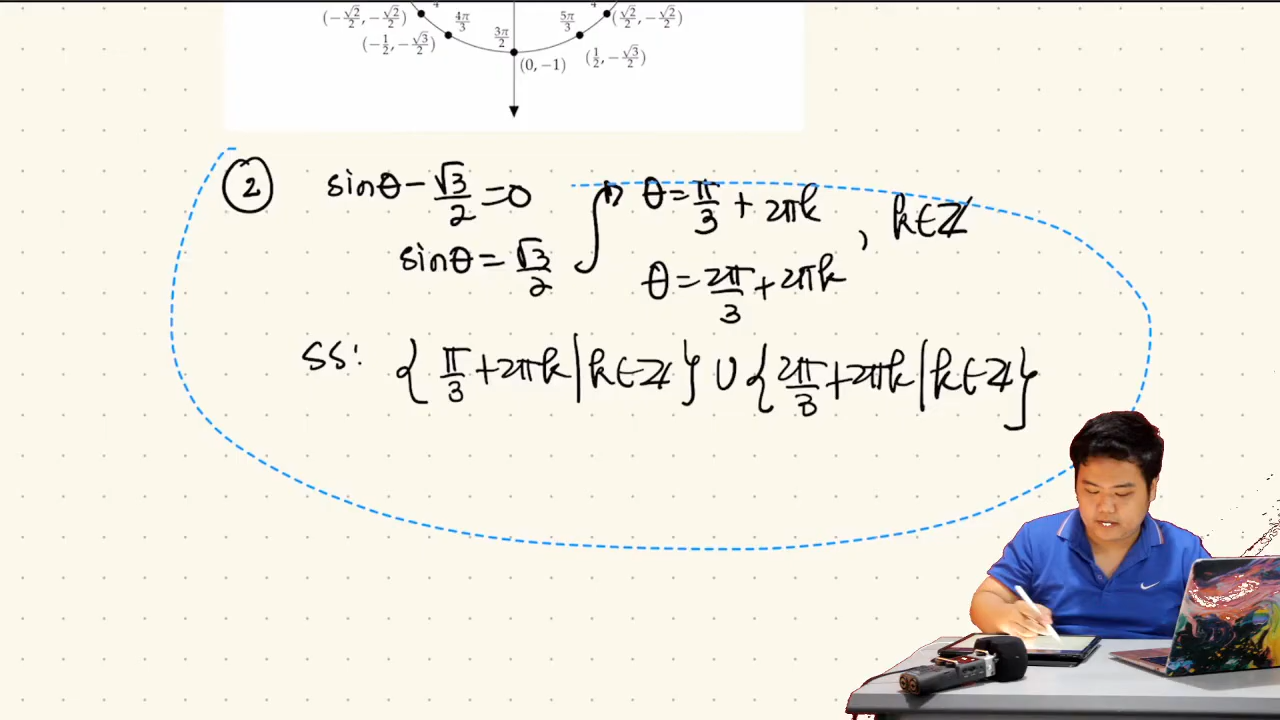 (-√2/2, -√2/2) 4π/3 3π/2 5π/3 (√2/2, -√2/2)
(-1/2, -√3/2) (0, -1) (1/2, -√3/2)
② sinθ - √3/2 = 0 θ = π/3 + 2πk
, k∈ℤ
sinθ = √3/2 θ = 2π/3 + 2πk
SS: {π/3 + 2πk | k∈ℤ} ∪ {2π/3 + 2πk | k∈ℤ}